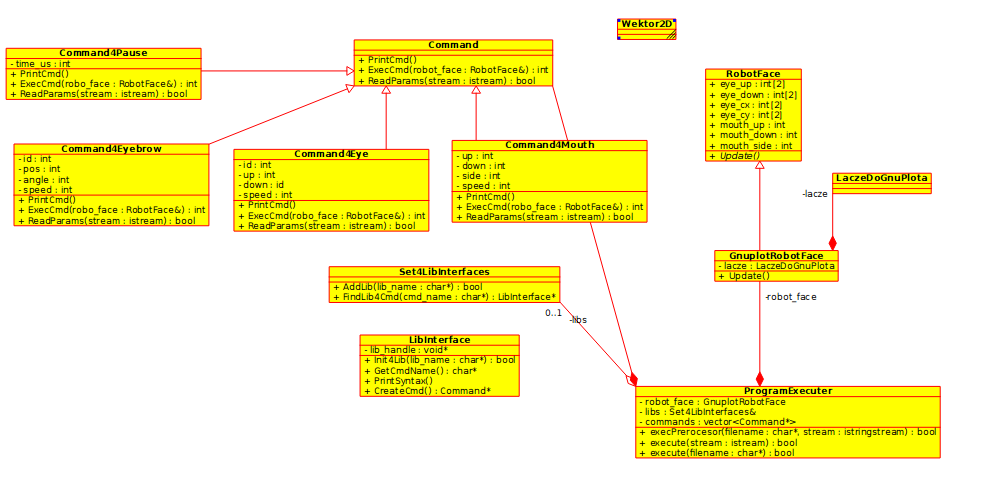 Wektor2D
Command
+ PrintCmd()
+ ExecCmd(robo_face : RobotFace&) : int
+ ReadParams(stream : istream) : bool
Command4Pause
- time_us : int
+ PrintCmd()
+ ExecCmd(robo_face : RobotFace&) : int
+ ReadParams(stream : istream) : bool
RobotFace
+ eye_up : int[2]
+ eye_down : int[2]
+ eye_cx : int[2]
+ eye_cy : int[2]
+ mouth_up : int
+ mouth_down : int
+ mouth_side : int
+ Update()
Command4Eyebrow
- id : int
- pos : int
- angle : int
- speed : int
+ PrintCmd()
+ ExecCmd(robo_face : RobotFace&) : int
+ ReadParams(stream : istream) : bool
Command4Eye
- id : int
- up : int
- down : id
- speed : int
+ PrintCmd()
+ ExecCmd(robo_face : RobotFace&) : int
+ ReadParams(stream : istream) : bool
Command4Mouth
- up : int
- down : int
- side : int
- speed : int
+ PrintCmd()
+ ExecCmd(robo_face : RobotFace&) : int
+ ReadParams(stream : istream) : bool
LaczeDoGnuPlota
-lacze
GnuplotRobotFace
- lacze : LaczeDoGnuPlota
+ Update()
-robot_face
Set4LibInterfaces
+ AddLib(lib_name : char*) : bool
+ FindLib4Cmd(cmd_name : char*) : LibInterface*
0..1
-libs
LibInterface
- lib_handle : void*
+ Init4Lib(lib_name : char*) : bool
+ GetCmdName() : char*
+ PrintSyntax()
+ CreateCmd() : Command*
ProgramExecuter
- robot_face : GnuplotRobotFace
- libs : Set4LibInterfaces&
- commands : vector<Command*>
+ execPrerocesor(filename : char*, stream : istringstream) : bool
+ execute(stream : istream) : bool
+ execute(filename : char*) : bool